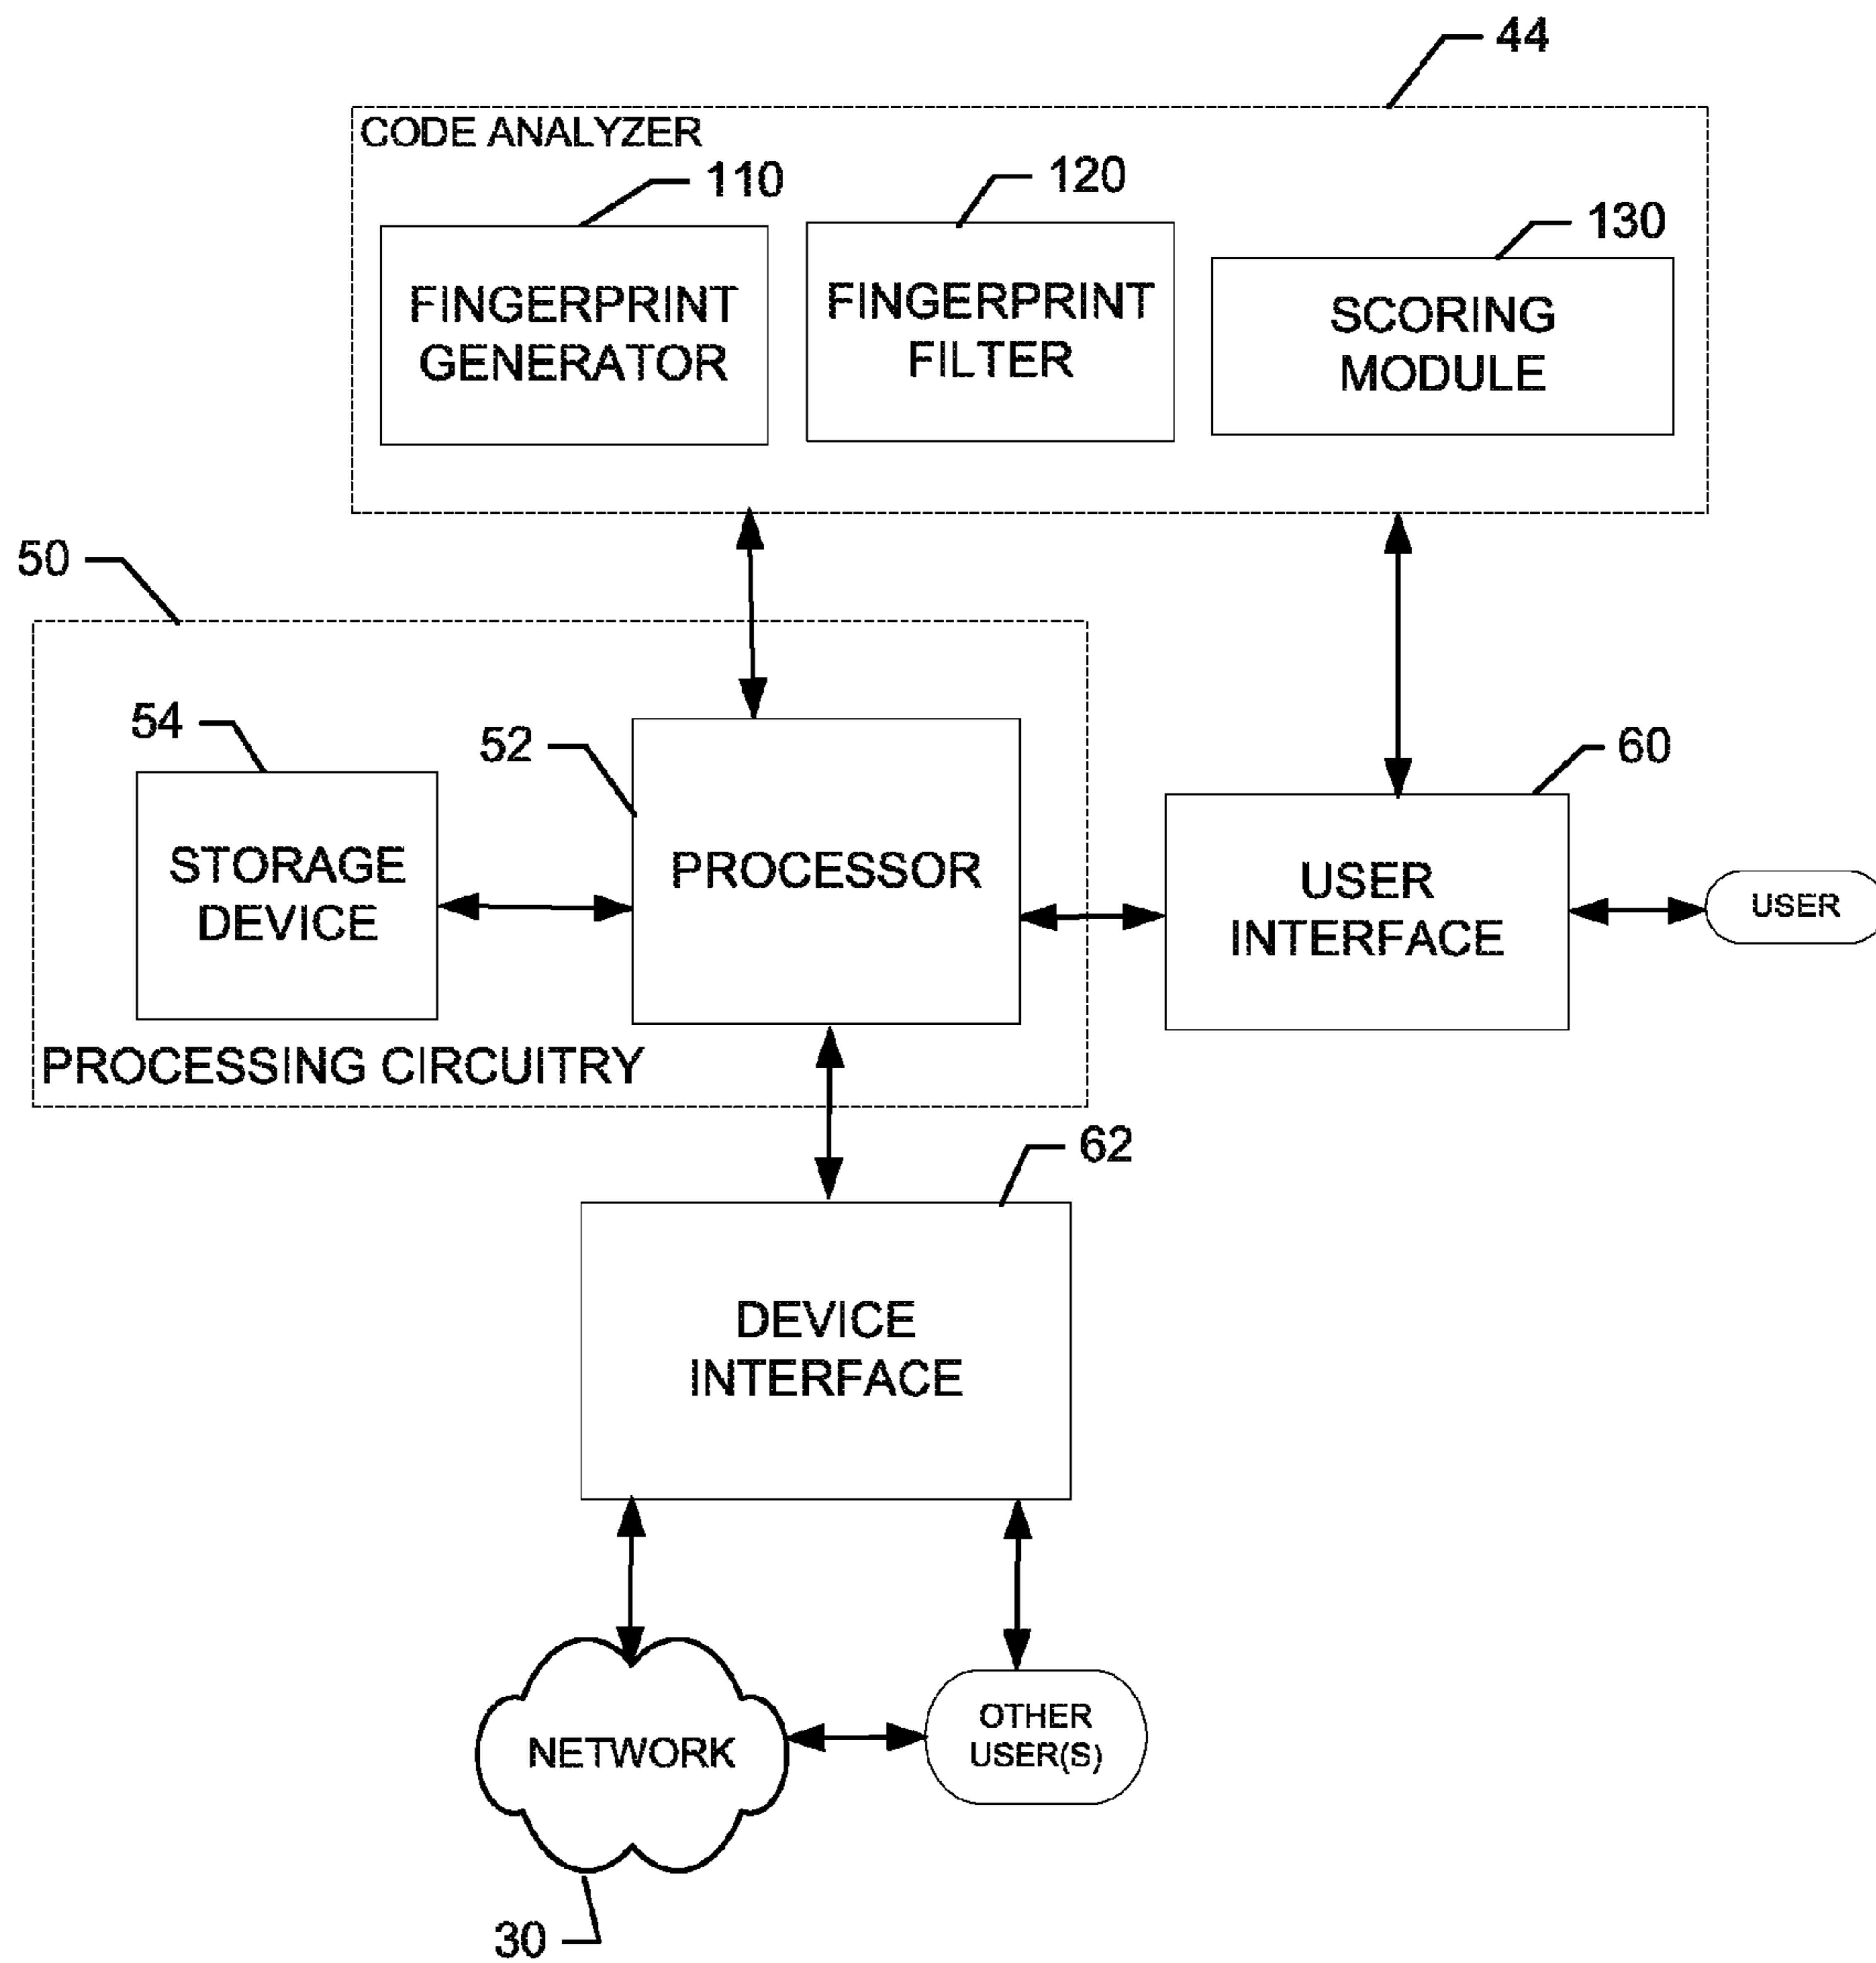 44
CODE ANALYZER
110
120
130
FINGERPRINT
GENERATOR
FINGERPRINT
FILTER
SCORING
MODULE
50
54
52
60
STORAGE
DEVICE
PROCESSOR
USER
INTERFACE
USER
PROCESSING CIRCUITRY
62
DEVICE
INTERFACE
NETWORK
OTHER
USER(S)
30